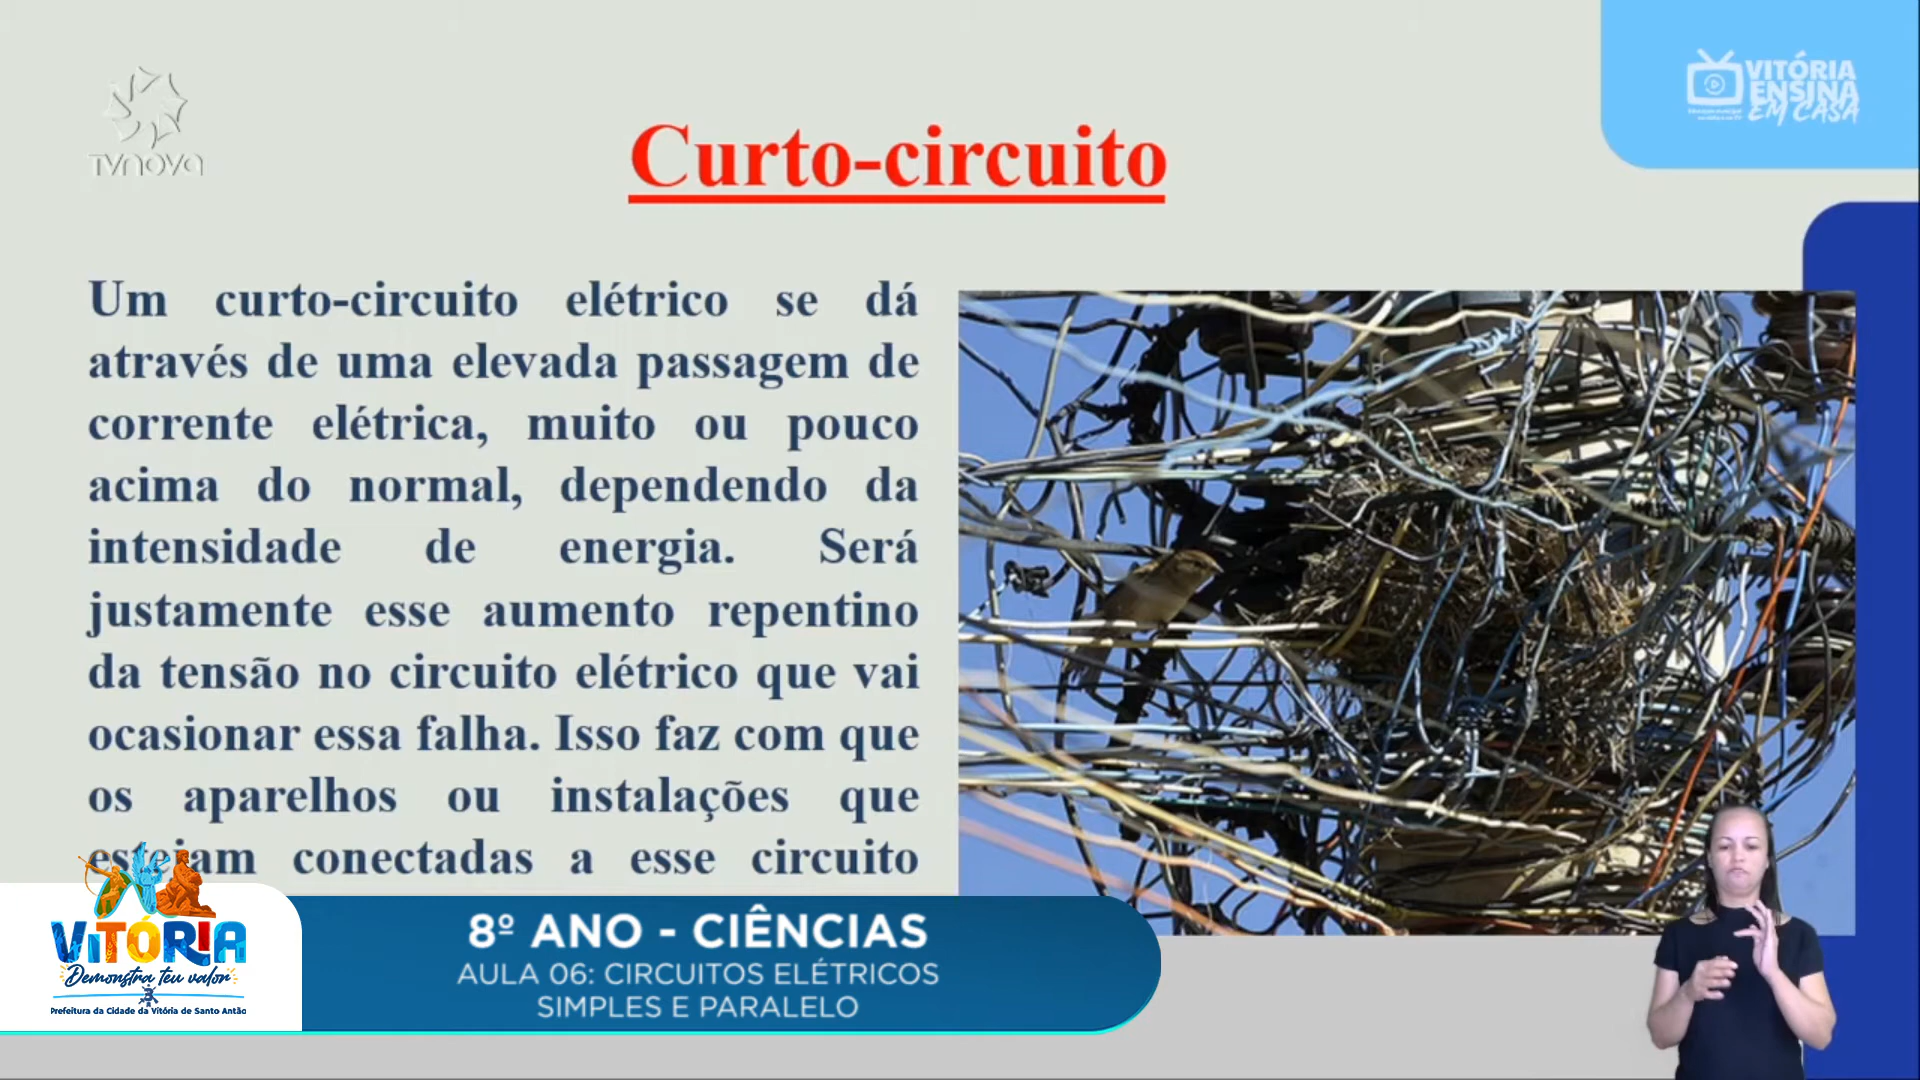 TVNOVA
VITÓRIA
ENSINA
EM CASA
Curto-circuito
Um curto-circuito elétrico se dá
através de uma elevada passagem de
corrente elétrica, muito ou pouco
acima do normal, dependendo da
intensidade de energia. Será
justamente esse aumento repentino
da tensão no circuito elétrico que vai
ocasionar essa falha. Isso faz com que
os aparelhos ou instalações que
estejam conectadas a esse circuito
VITÓRIA
Demonstra teu valor
Prefeitura da Cidade da Vitória de Santo Antão
8º ANO - CIÊNCIAS
AULA 06: CIRCUITOS ELÉTRICOS
SIMPLES E PARALELO